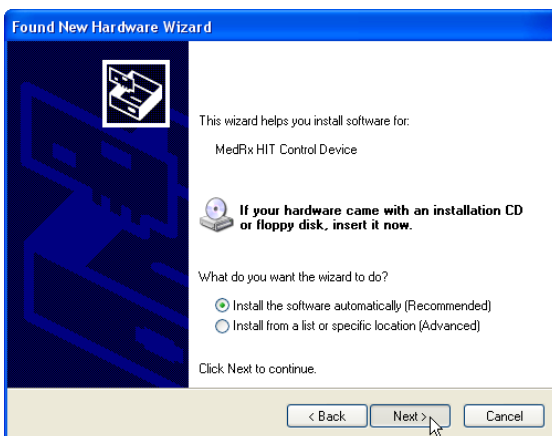 Found New Hardware Wizard
This wizard helps you install software for:
MedRx HIT Control Device
If your hardware came with an installation CD
or floppy disk, insert it now.
What do you want the wizard to do?
Install the software automatically (Recommended)
Install from a list or specific location (Advanced)
Click Next to continue.
< Back Next > Cancel